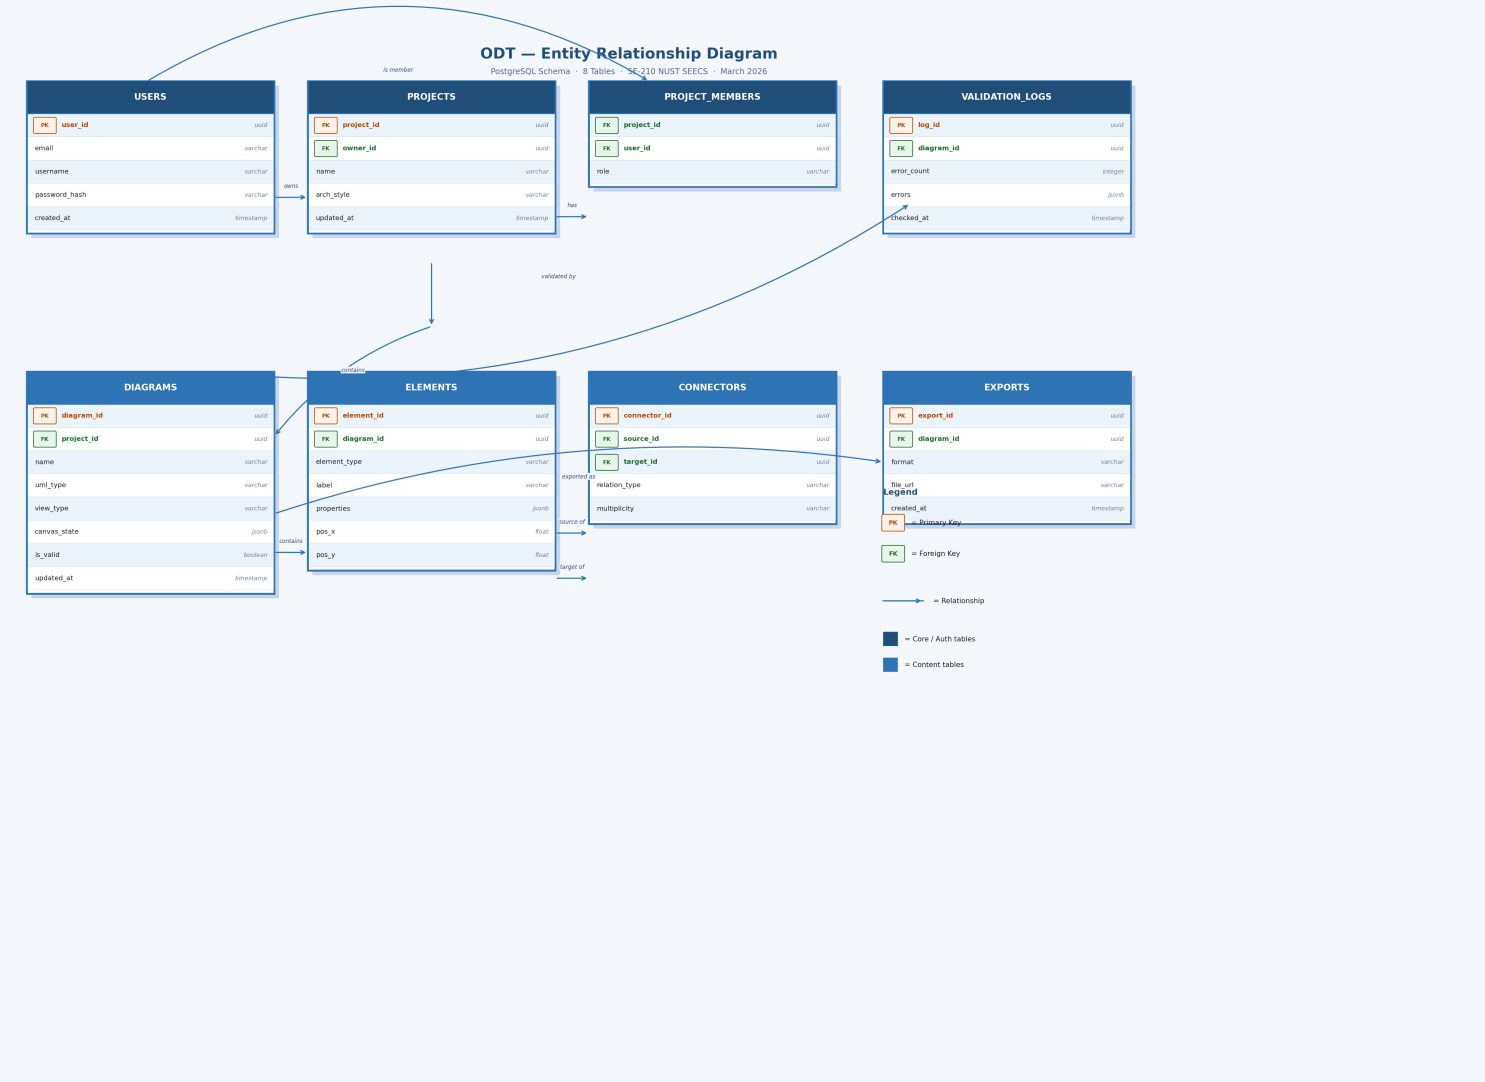 ODT — Entity Relationship Diagram
is member
PostgreSQL Schema · 8 Tables · SE-210 NUST SEECS · March 2026
USERS
PK user_id uuid
email varchar
username varchar
password_hash varchar
created_at timestamp
owns
PROJECTS
PK project_id uuid
FK owner_id uuid
name varchar
arch_style varchar
updated_at timestamp
has
PROJECT_MEMBERS
FK project_id uuid
FK user_id uuid
role varchar
VALIDATION_LOGS
PK log_id uuid
FK diagram_id uuid
error_count integer
errors jsonb
checked_at timestamp
validated by
contains
DIAGRAMS
PK diagram_id uuid
FK project_id uuid
name varchar
uml_type varchar
view_type varchar
canvas_state jsonb
is_valid boolean
updated_at timestamp
contains
ELEMENTS
PK element_id uuid
FK diagram_id uuid
element_type varchar
label varchar
properties jsonb
pos_x float
pos_y float
exported as
source of
target of
CONNECTORS
PK connector_id uuid
FK source_id uuid
FK target_id uuid
relation_type varchar
multiplicity varchar
EXPORTS
PK export_id uuid
FK diagram_id uuid
format varchar
file_url varchar
created_at timestamp
Legend
PK = Primary Key
FK = Foreign Key
= Relationship
= Core / Auth tables
= Content tables